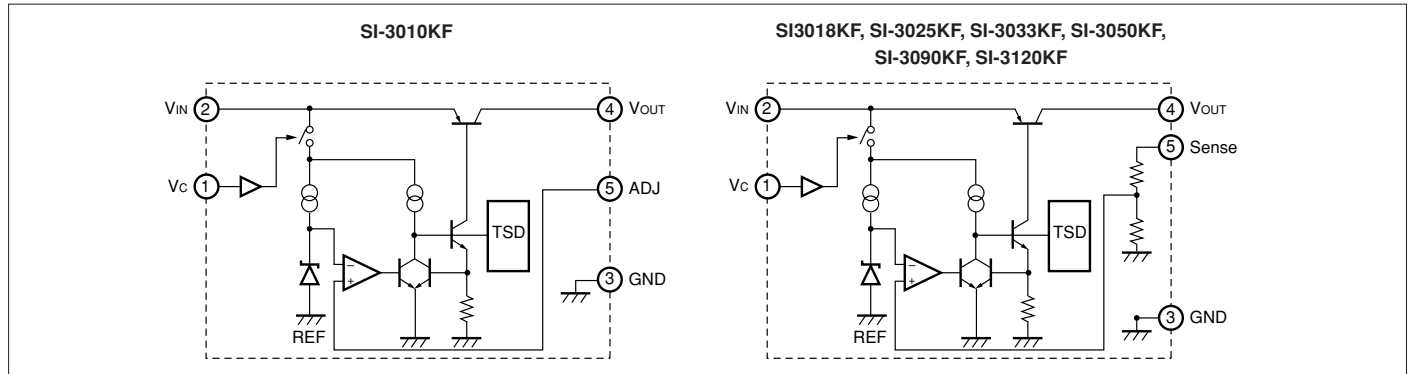 SI-3010KF
VIN 2
4 VOUT
VC 1
5 ADJ
TSD
−
+
3 GND
REF
SI3018KF, SI-3025KF, SI-3033KF, SI-3050KF,
SI-3090KF, SI-3120KF
VIN 2
4 VOUT
5 Sense
VC 1
TSD
−
+
3 GND
REF